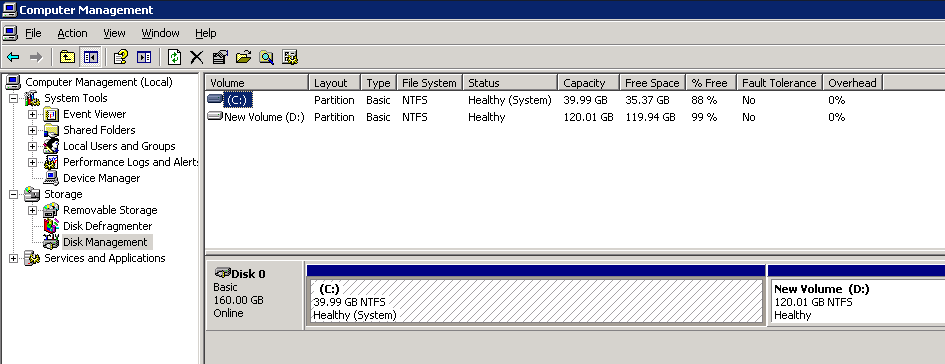 Computer Management
File Action View Window Help
Computer Management (Local)
System Tools
Event Viewer
Shared Folders
Local Users and Groups
Performance Logs and Alerts
Device Manager
Storage
Removable Storage
Disk Defragmenter
Disk Management
Services and Applications
Volume Layout Type File System Status Capacity Free Space % Free Fault Tolerance Overhead
(C:) Partition Basic NTFS Healthy (System) 39.99 GB 35.37 GB 88 % No 0%
New Volume (D:) Partition Basic NTFS Healthy 120.01 GB 119.94 GB 99 % No 0%
Disk 0
Basic
160.00 GB
Online
(C:)
39.99 GB NTFS
Healthy (System)
New Volume (D:)
120.01 GB NTFS
Healthy